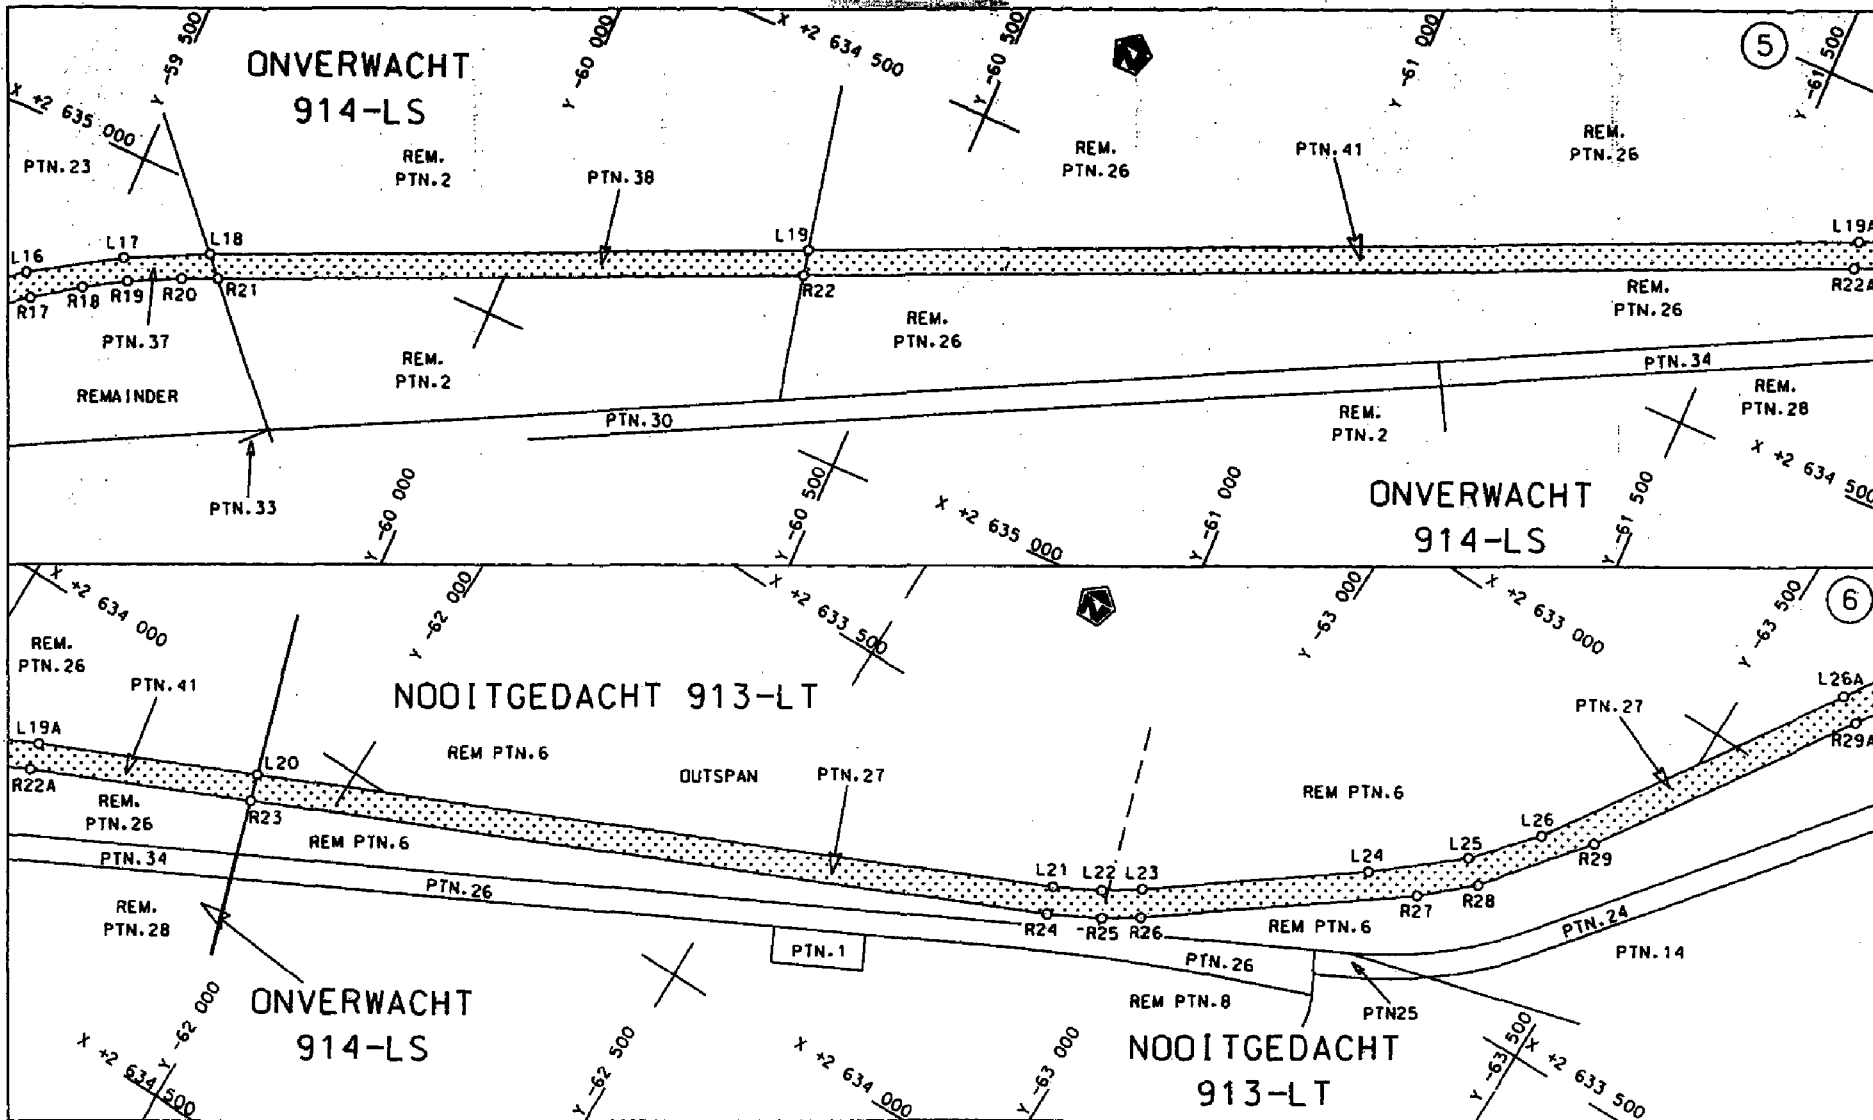 Y -59 500
Y -60 000
X +2 634 500
Y -60 500
Y -61 000
5
Y -61 500
ONVERWACHT
914-LS
X +2 635 000
PTN.23
REM.
PTN.2
PTN.38
REM.
PTN.26
PTN.41
REM.
PTN.26
L16
L17
L18
L19
L19A
R17
R18
R19
R20
R21
R22
R22A
PTN.37
REM.
PTN.2
REM.
PTN.26
REM.
PTN.26
REMAINDER
PTN.30
PTN.34
REM.
PTN.2
REM.
PTN.28
PTN.33
Y -60 000
Y -60 500
X +2 635 000
Y -61 000
ONVERWACHT
914-LS
Y -61 500
X +2 634 500
X +2 634 000
Y -62 000
X +2 633 500
N
Y -63 000
X +2 633 000
Y -63 500
6
REM.
PTN.26
PTN.41
NOOITGEDACHT 913-LT
L26A
PTN.27
R29A
L19A
REM PTN.6
OUTSPAN
PTN.27
REM PTN.6
L20
R22A
REM.
PTN.26
R23
REM PTN.6
L21
L22
L23
L24
L25
L26
R29
PTN.34
PTN.26
R24
R25
R26
REM PTN.6
R27
R28
PTN.24
REM.
PTN.28
PTN.1
PTN.26
PTN.14
REM PTN.8
PTN25
ONVERWACHT
914-LS
NOOITGEDACHT
913-LT
X +2 634 500
Y -62 000
Y -62 500
X +2 634 000
Y -63 000
Y -63 500
X +2 633 500